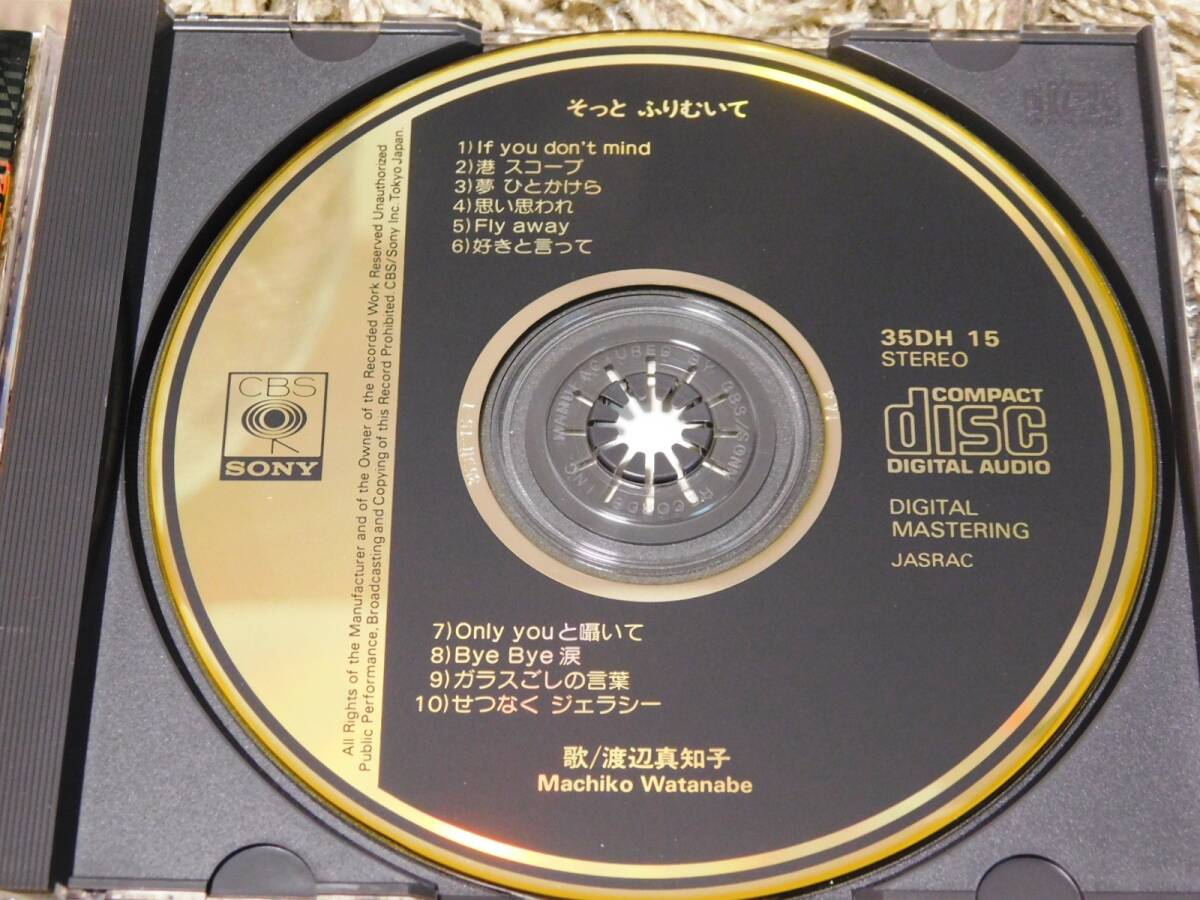 そっと ふりむいて
1) If you don't mind
2) 港 スコープ
3) 夢 ひとかけら
4) 思い思われ
5) Fly away
6) 好きと言って
35DH 15
STEREO
COMPACT
disc
DIGITAL AUDIO
DIGITAL
MASTERING
JASRAC
CBS
SONY
All Rights of the Manufacturer and of the Owner of the Recorded Work Reserved Unauthorized
Public Performance, Broadcasting and Copying of this Record Prohibited. CBS/Sony Inc. Tokyo Japan.
MANUFACTURED BY CBS/SONY RECORDS INC.
7) Only youと囁いて
8) Bye Bye 涙
9) ガラスごしの言葉
10) せつなく ジェラシー
歌/渡辺真知子
Machiko Watanabe